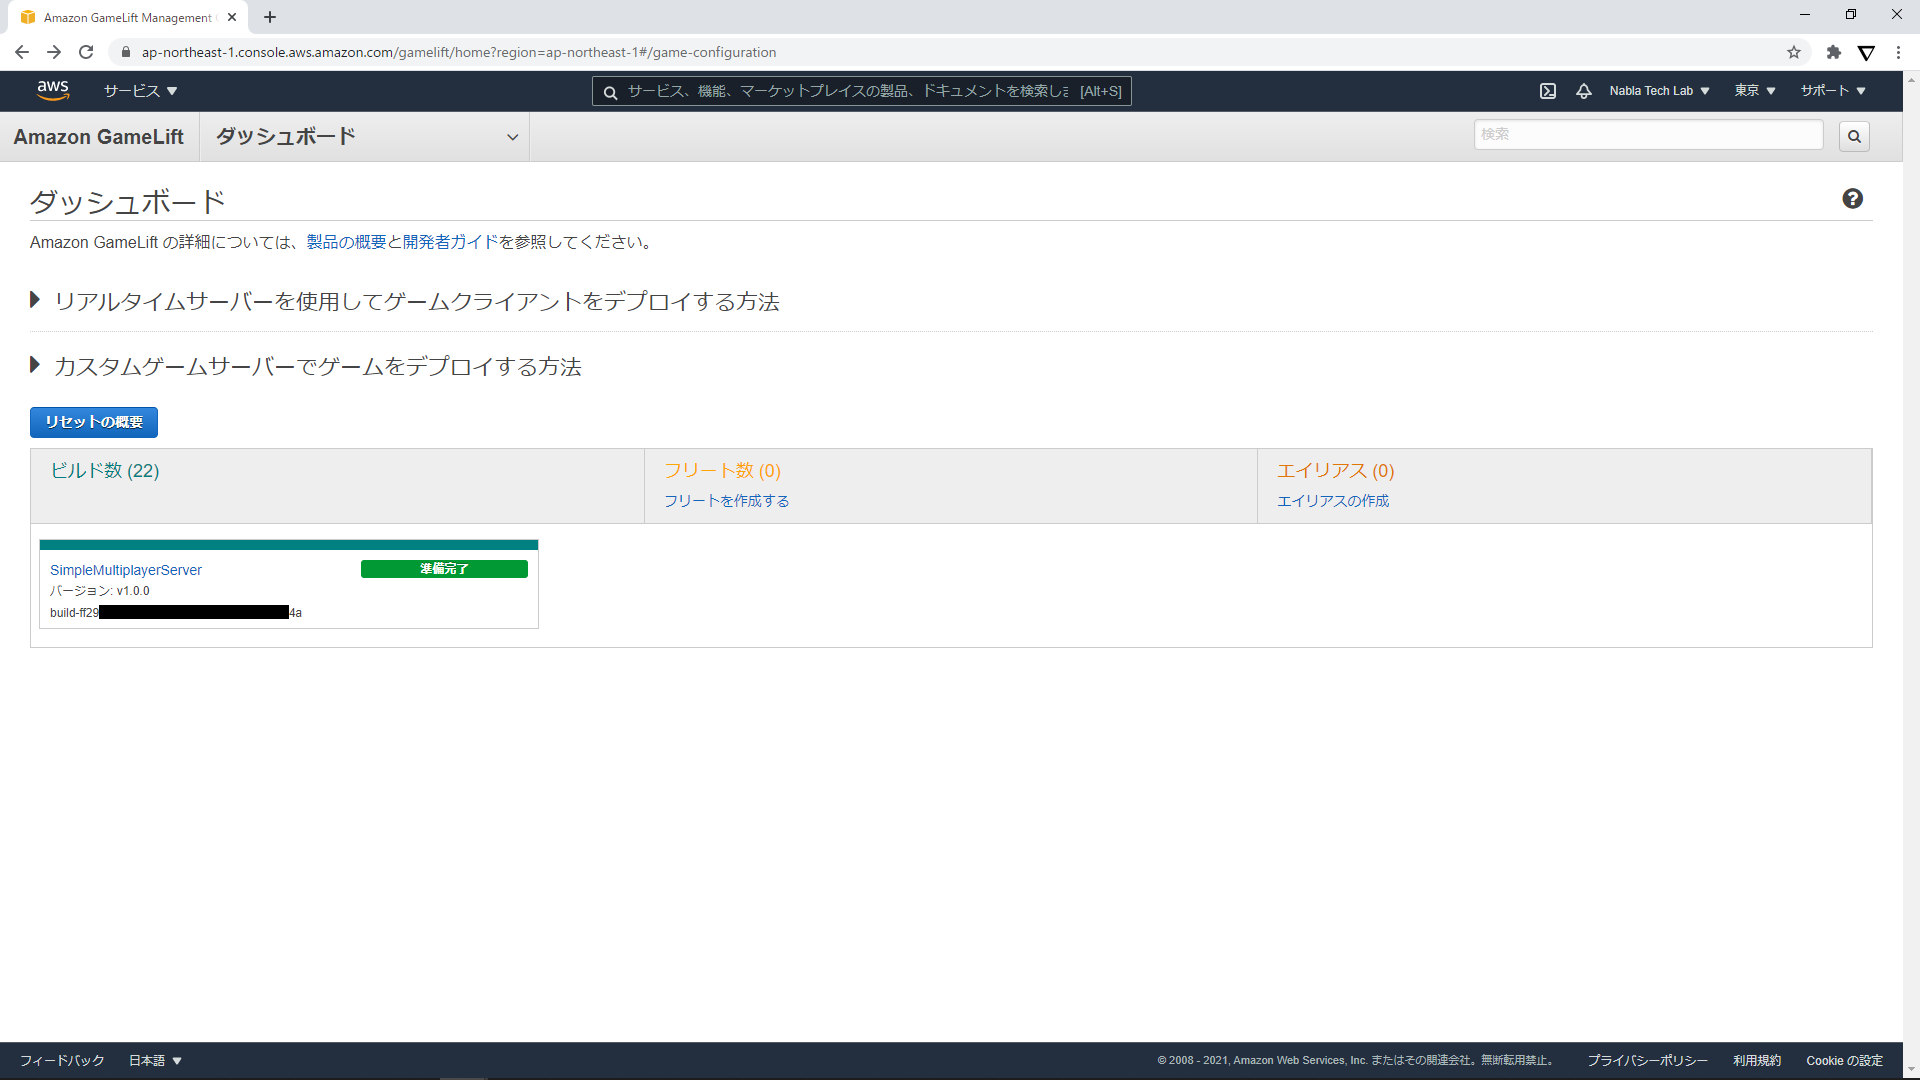 Amazon GameLift Management
ap-northeast-1.console.aws.amazon.com/gamelift/home?region=ap-northeast-1#/game-configuration
aws サービス サービス、機能、マーケットプレイスの製品、ドキュメントを検索しま [Alt+S] Nabla Tech Lab 東京 サポート
Amazon GameLift ダッシュボード 検索
ダッシュボード
Amazon GameLift の詳細については、製品の概要と開発者ガイドを参照してください。
リアルタイムサーバーを使用してゲームクライアントをデプロイする方法
カスタムゲームサーバーでゲームをデプロイする方法
リセットの概要
ビルド数 (22) フリート数 (0) エイリアス (0)
フリートを作成する エイリアスの作成
SimpleMultiplayerServer 準備完了
バージョン: v1.0.0
build-ff29 4a
フィードバック 日本語 © 2008 - 2021, Amazon Web Services, Inc. またはその関連会社。無断転用禁止。 プライバシーポリシー 利用規約 Cookie の設定